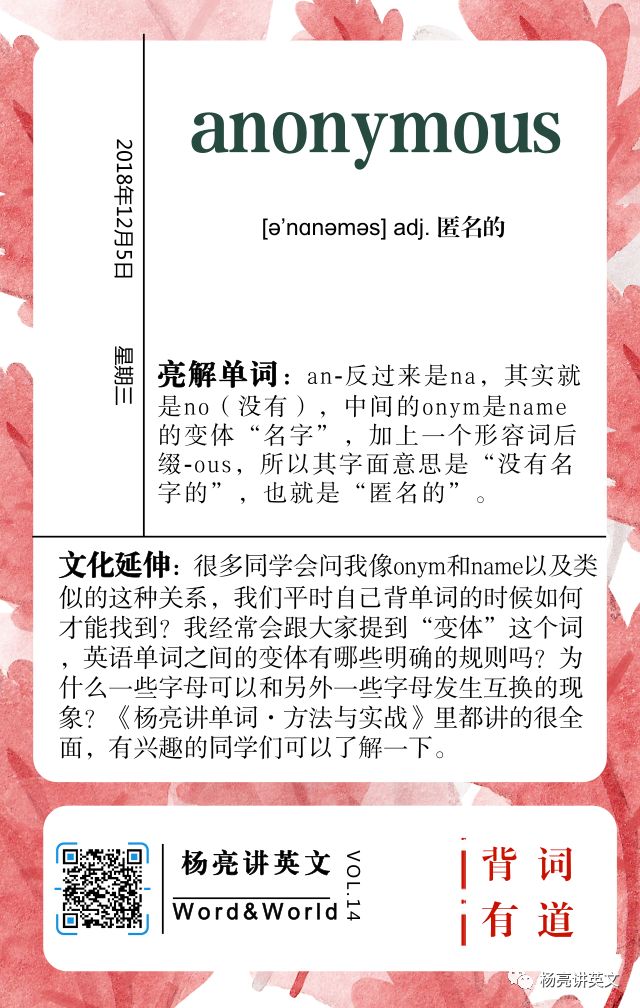 anonymous
[ə’nɑnəməs] adj. 匿名的
2018年12月5日
星期三
亮解单词：an-反过来是na，其实就
是no（没有），中间的onym是name
的变体“名字”，加上一个形容词后
缀-ous，所以其字面意思是“没有名
字的”，也就是“匿名的”。
文化延伸：很多同学会问我像onym和name以及类
似的这种关系，我们平时自己背单词的时候如何
才能找到？我经常会跟大家提到“变体”这个词
，英语单词之间的变体有哪些明确的规则吗？为
什么一些字母可以和另外一些字母发生互换的现
象？《杨亮讲单词·方法与实战》里都讲的很全
面，有兴趣的同学们可以了解一下。
杨亮讲英文
Word&World
VOL.14
背词
有道
杨亮讲英文